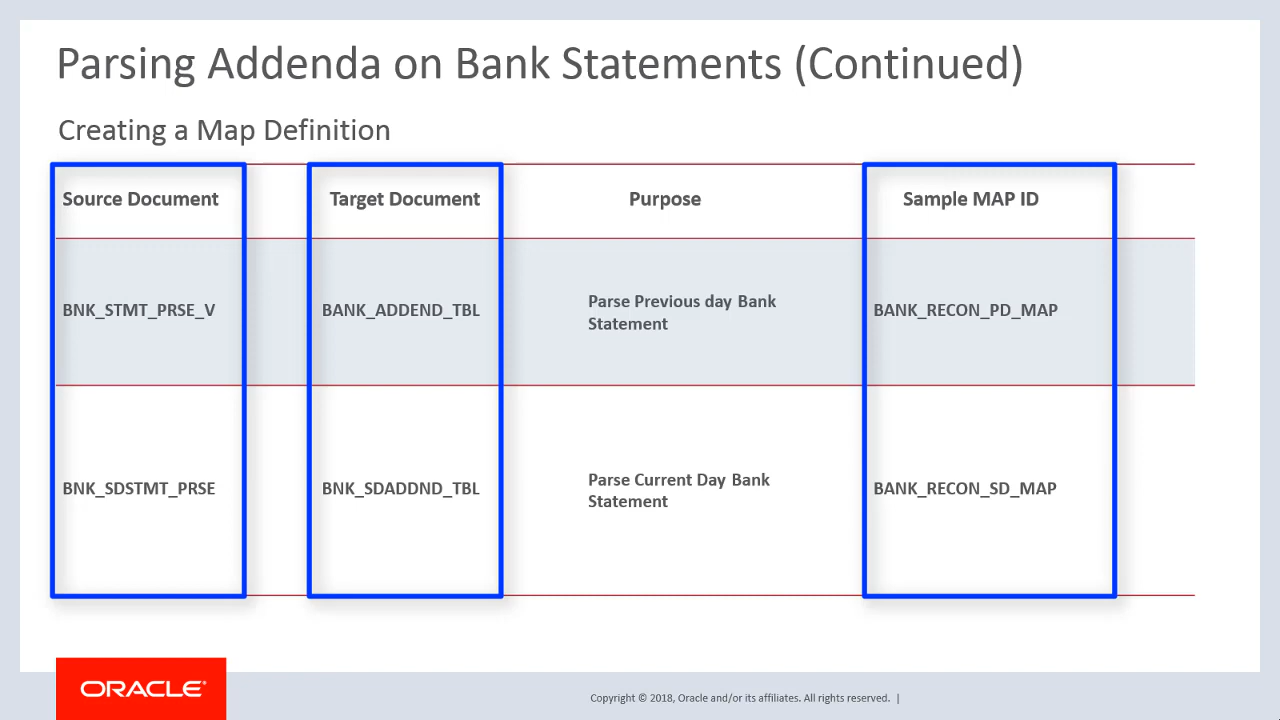 Parsing Addenda on Bank Statements (Continued)
Creating a Map Definition
Source Document Target Document Purpose Sample MAP ID
BNK_STMT_PRSE_V BANK_ADDEND_TBL Parse Previous day Bank
Statement BANK_RECON_PD_MAP
BNK_SDSTMT_PRSE BNK_SDADDND_TBL Parse Current Day Bank
Statement BANK_RECON_SD_MAP
ORACLE®
Copyright © 2018, Oracle and/or its affiliates. All rights reserved. |